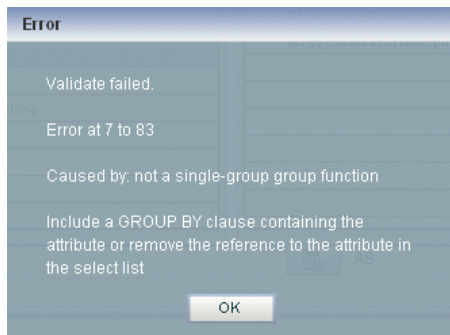 Error
Validate failed.
Error at 7 to 83
Caused by: not a single-group group function
Include a GROUP BY clause containing the
attribute or remove the reference to the attribute in
the select list
AS
OK